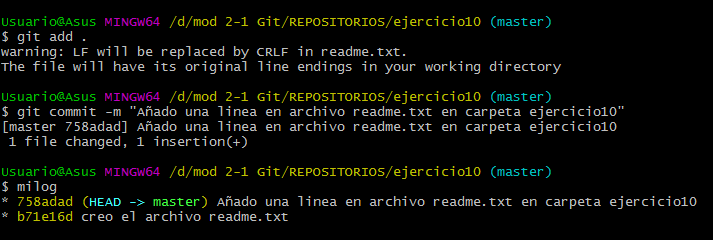 Usuario@Asus MINGW64 /d/mod 2-1 Git/REPOSITORIOS/ejercicio10 (master)
$ git add .
warning: LF will be replaced by CRLF in readme.txt.
The file will have its original line endings in your working directory
Usuario@Asus MINGW64 /d/mod 2-1 Git/REPOSITORIOS/ejercicio10 (master)
$ git commit -m "Añado una linea en archivo readme.txt en carpeta ejercicio10"
[master 758adad] Añado una linea en archivo readme.txt en carpeta ejercicio10
 1 file changed, 1 insertion(+)
Usuario@Asus MINGW64 /d/mod 2-1 Git/REPOSITORIOS/ejercicio10 (master)
$ milog
* 758adad (HEAD -> master) Añado una linea en archivo readme.txt en carpeta ejercicio10
* b71e16d creo el archivo readme.txt